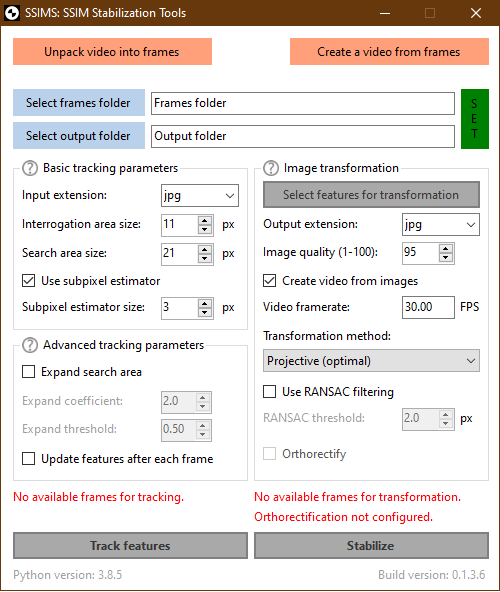 SSIMS: SSIM Stabilization Tools
Unpack video into frames
Create a video from frames
Select frames folder
Frames folder
Select output folder
Output folder
SET
? Basic tracking parameters
Input extension:
jpg
Interrogation area size:
11
px
Search area size:
21
px
Use subpixel estimator
Subpixel estimator size:
3
px
? Advanced tracking parameters
Expand search area
Expand coefficient:
2.0
Expand threshold:
0.50
Update features after each frame
No available frames for tracking.
Track features
? Image transformation
Select features for transformation
Output extension:
jpg
Image quality (1-100):
95
Create video from images
Video framerate:
30.00
FPS
Transformation method:
Projective (optimal)
Use RANSAC filtering
RANSAC threshold:
2.0
px
Orthorectify
No available frames for transformation.
Orthorectification not configured.
Stabilize
Python version: 3.8.5
Build version: 0.1.3.6